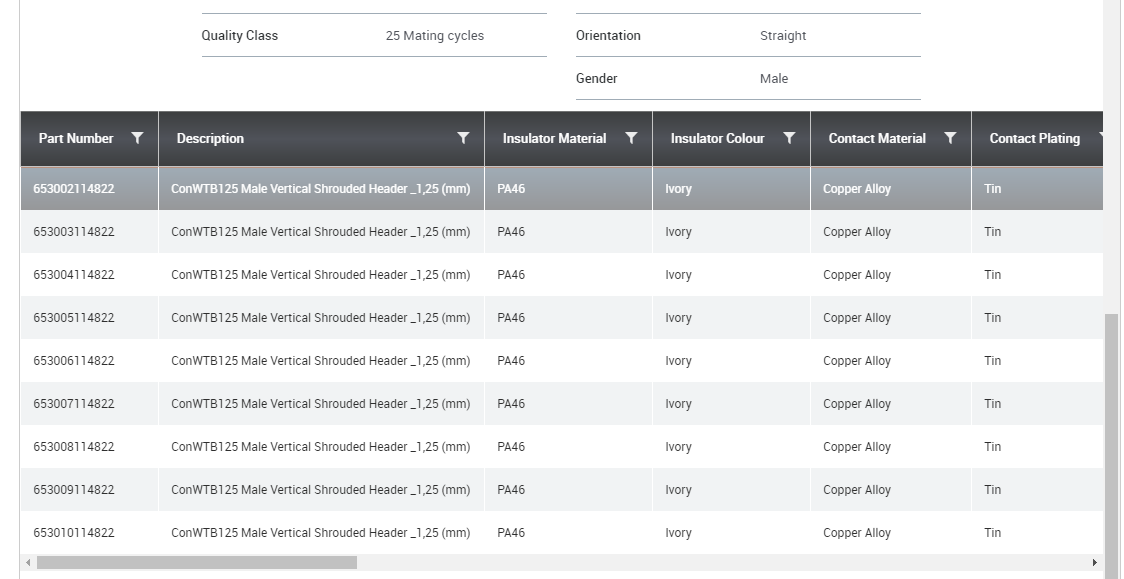 Quality Class 25 Mating cycles Orientation Straight
Gender Male
Part Number Description Insulator Material Insulator Colour Contact Material Contact Plating
653002114822 ConWTB125 Male Vertical Shrouded Header _1,25 (mm) PA46 Ivory Copper Alloy Tin
653003114822 ConWTB125 Male Vertical Shrouded Header _1,25 (mm) PA46 Ivory Copper Alloy Tin
653004114822 ConWTB125 Male Vertical Shrouded Header _1,25 (mm) PA46 Ivory Copper Alloy Tin
653005114822 ConWTB125 Male Vertical Shrouded Header _1,25 (mm) PA46 Ivory Copper Alloy Tin
653006114822 ConWTB125 Male Vertical Shrouded Header _1,25 (mm) PA46 Ivory Copper Alloy Tin
653007114822 ConWTB125 Male Vertical Shrouded Header _1,25 (mm) PA46 Ivory Copper Alloy Tin
653008114822 ConWTB125 Male Vertical Shrouded Header _1,25 (mm) PA46 Ivory Copper Alloy Tin
653009114822 ConWTB125 Male Vertical Shrouded Header _1,25 (mm) PA46 Ivory Copper Alloy Tin
653010114822 ConWTB125 Male Vertical Shrouded Header _1,25 (mm) PA46 Ivory Copper Alloy Tin